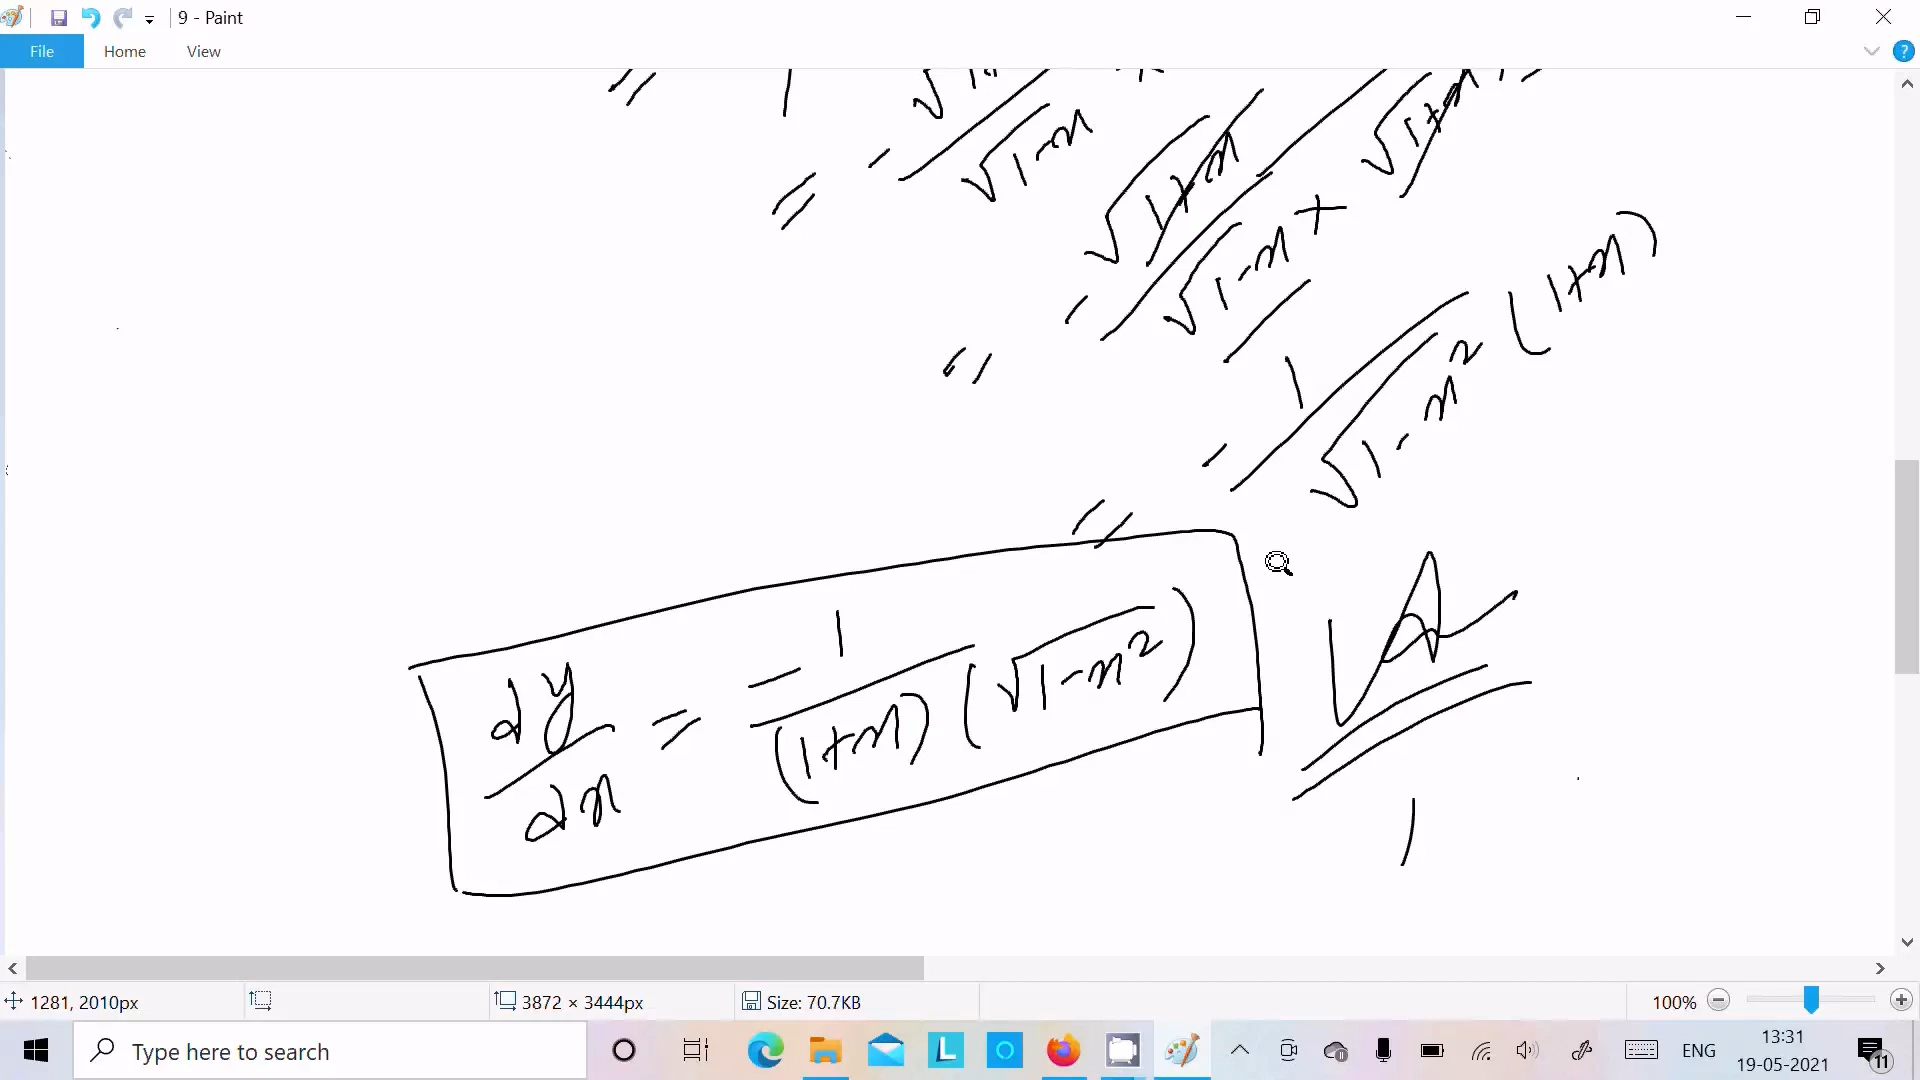 9 - Paint
File Home View
= 1
= - √1-x
= - √1+x / √1-x × √1+x
= - 1 / √1-x² (1+x)
dy/dx = -1 / (1+x) (√1-x²)
1281, 2010px 3872 × 3444px Size: 70.7KB 100%
Type here to search ENG 13:31
19-05-2021 11